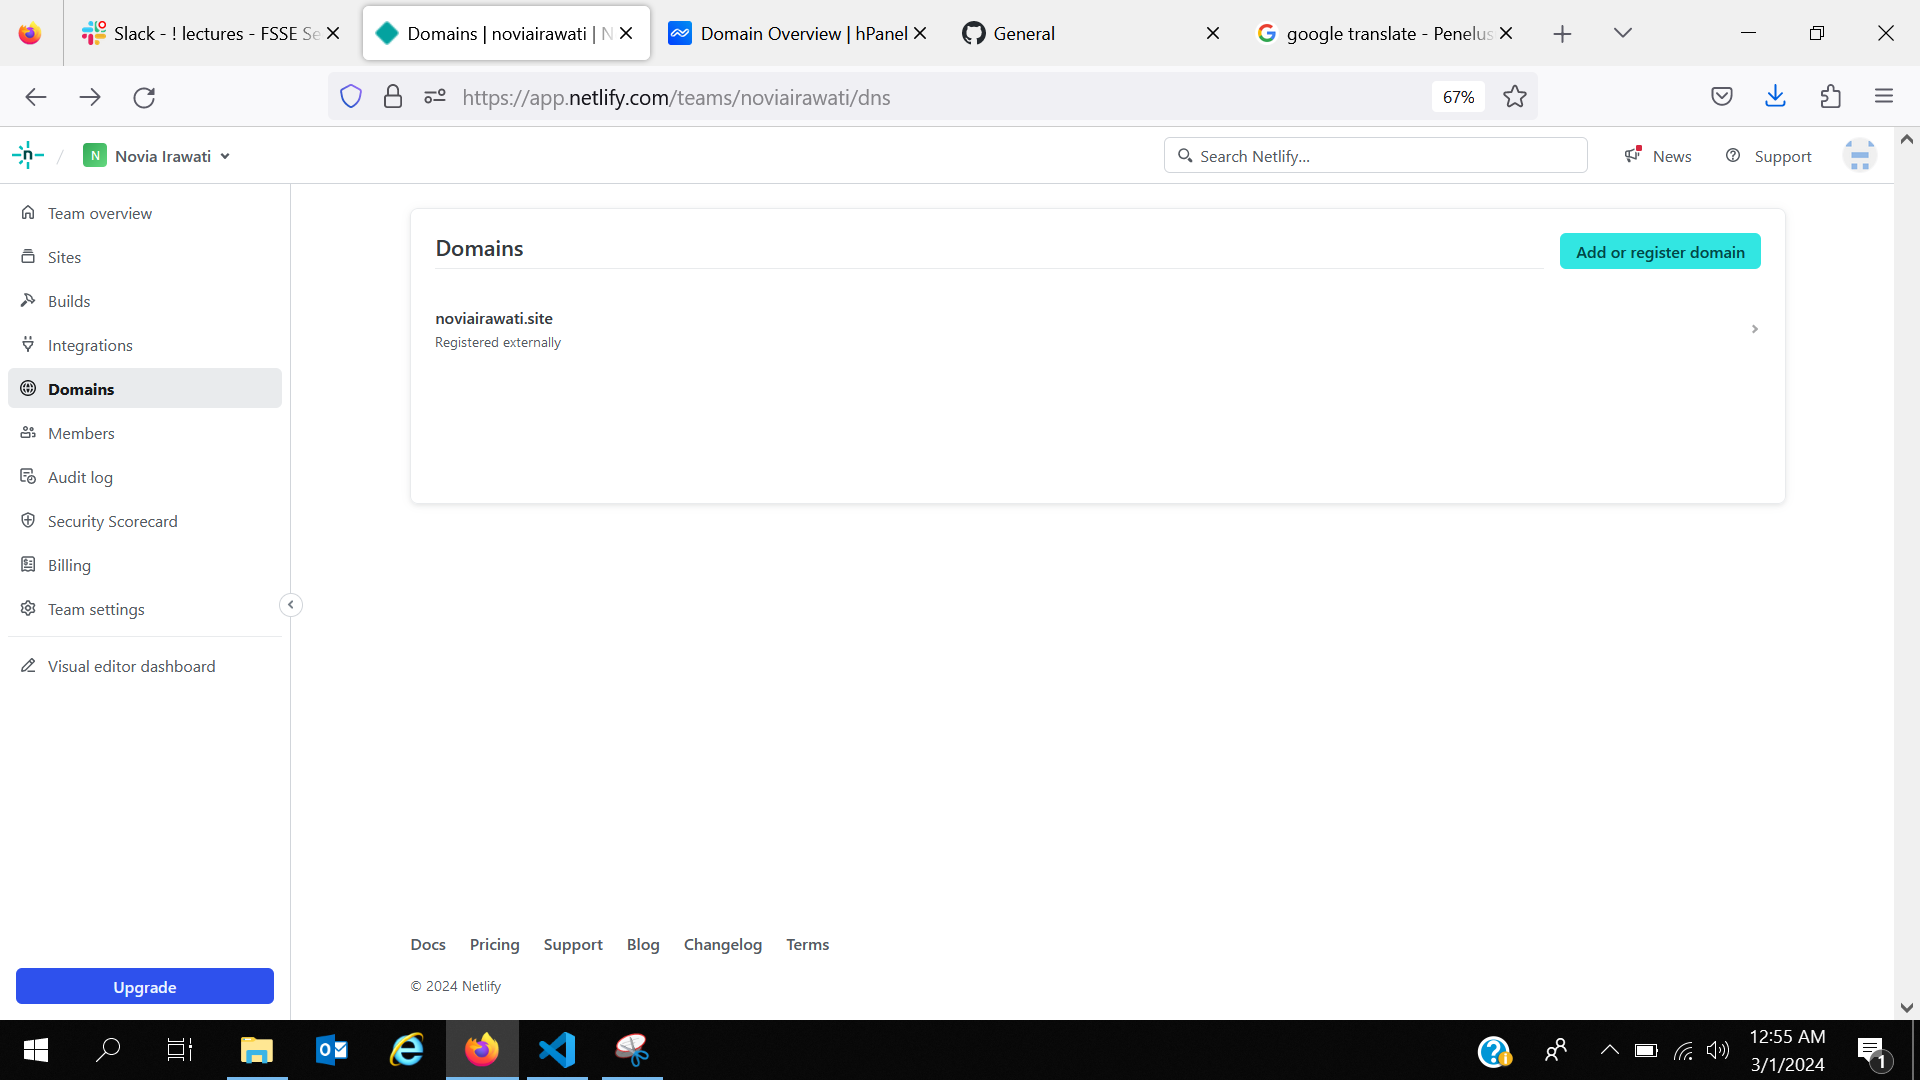 Slack - ! lectures - FSSE Se
Domains | noviairawati | N
Domain Overview | hPanel
General
google translate - Penelus
https://app.netlify.com/teams/noviairawati/dns
67%
n
/
N
Novia Irawati
Search Netlify...
News
Support
Team overview
Sites
Builds
Integrations
Domains
Members
Audit log
Security Scorecard
Billing
Team settings
Visual editor dashboard
Upgrade
Domains
Add or register domain
noviairawati.site
Registered externally
Docs
Pricing
Support
Blog
Changelog
Terms
© 2024 Netlify
12:55 AM
3/1/2024
1